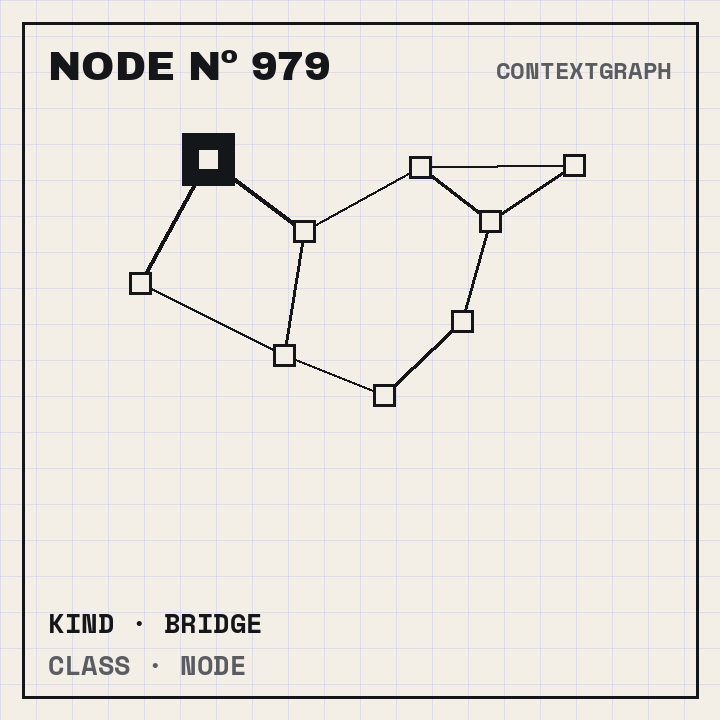 NODE Nº 979
CONTEXTGRAPH
KIND · BRIDGE
CLASS · NODE